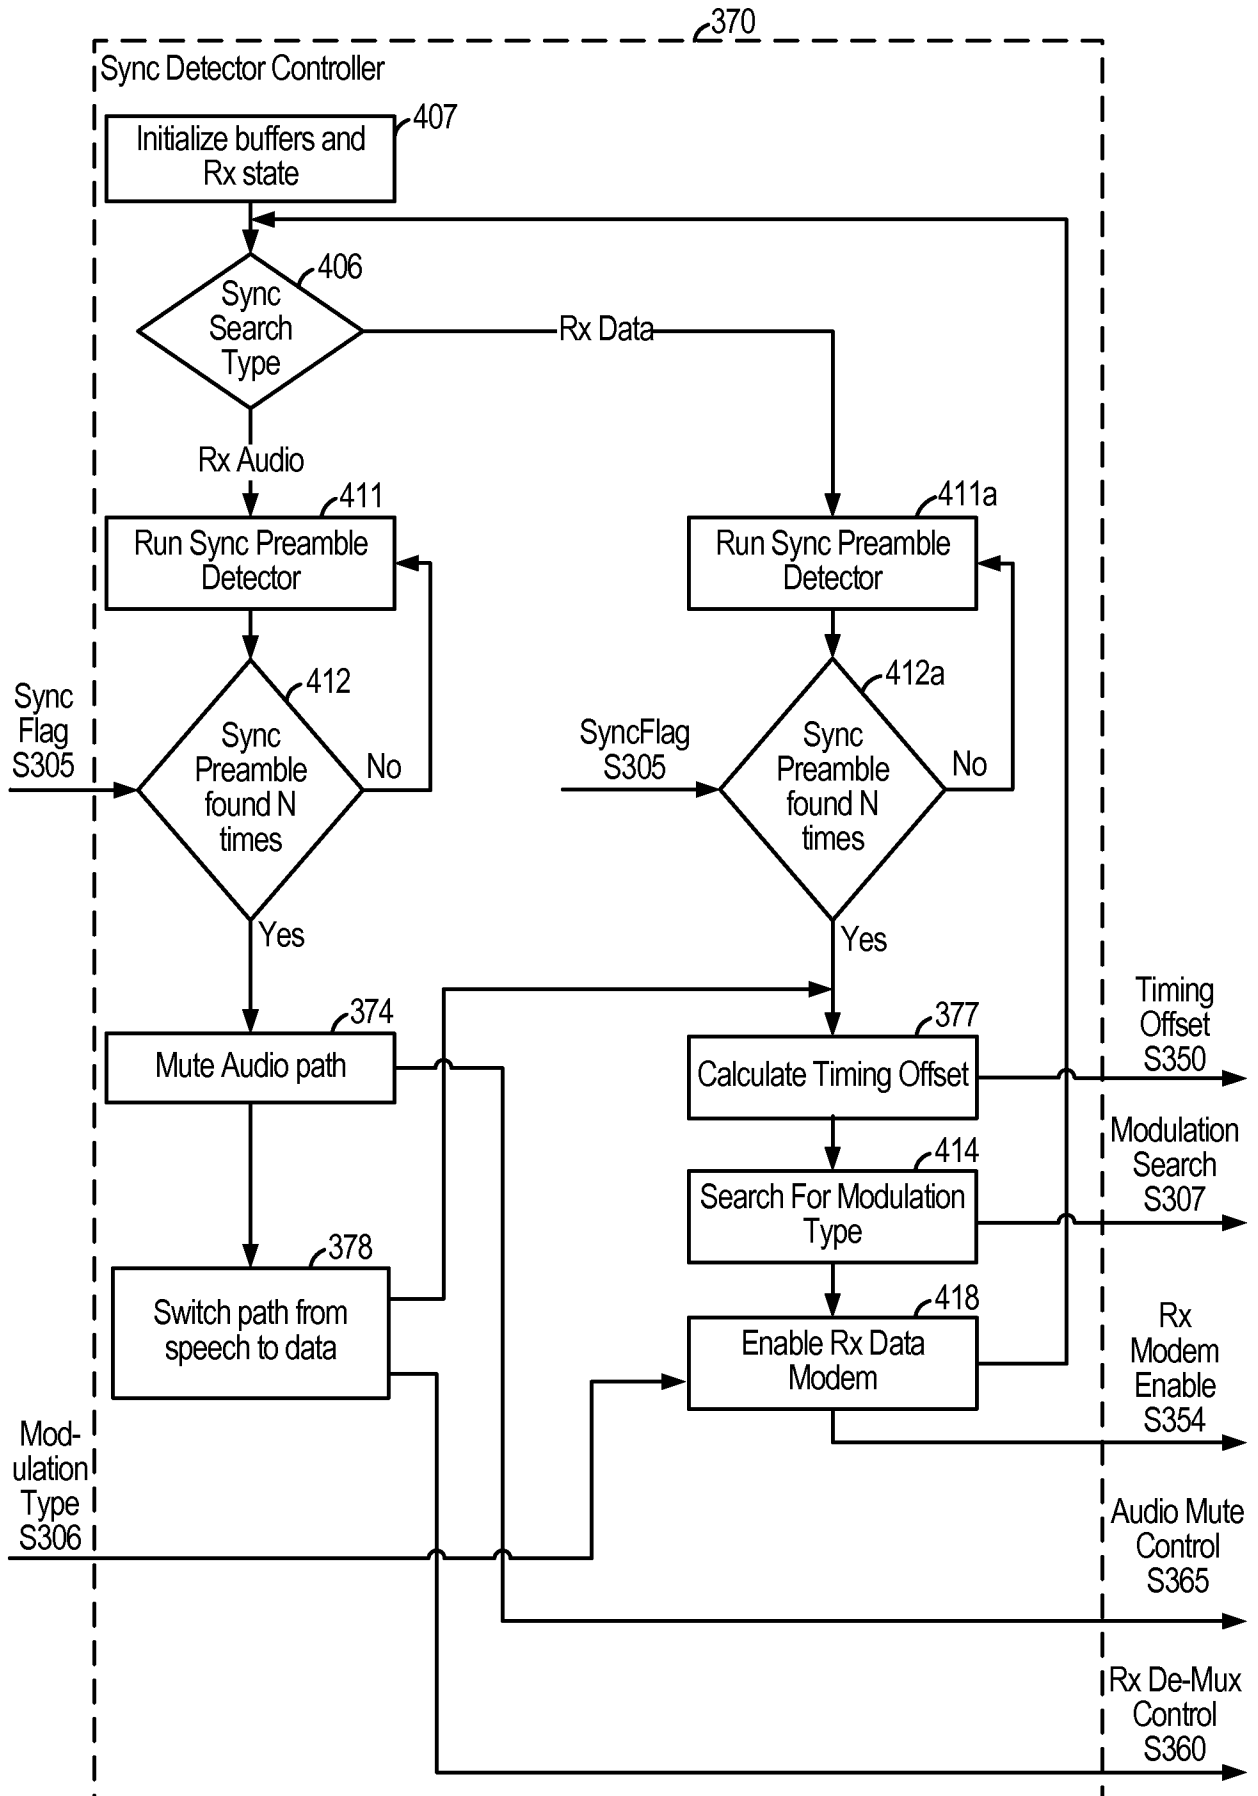 370
Sync Detector Controller
407
Initialize buffers and
Rx state
406
Sync
Search
Type
Rx Data
Rx Audio
411
Run Sync Preamble
Detector
411a
Run Sync Preamble
Detector
412
Sync
Preamble
found N
times
No
Sync
Flag
S305
Yes
412a
Sync
Preamble
found N
times
No
SyncFlag
S305
Yes
374
Mute Audio path
377
Calculate Timing Offset
Timing
Offset
S350
414
Search For Modulation
Type
Modulation
Search
S307
378
Switch path from
speech to data
418
Enable Rx Data
Modem
Rx
Modem
Enable
S354
Mod-
ulation
Type
S306
Audio Mute
Control
S365
Rx De-Mux
Control
S360